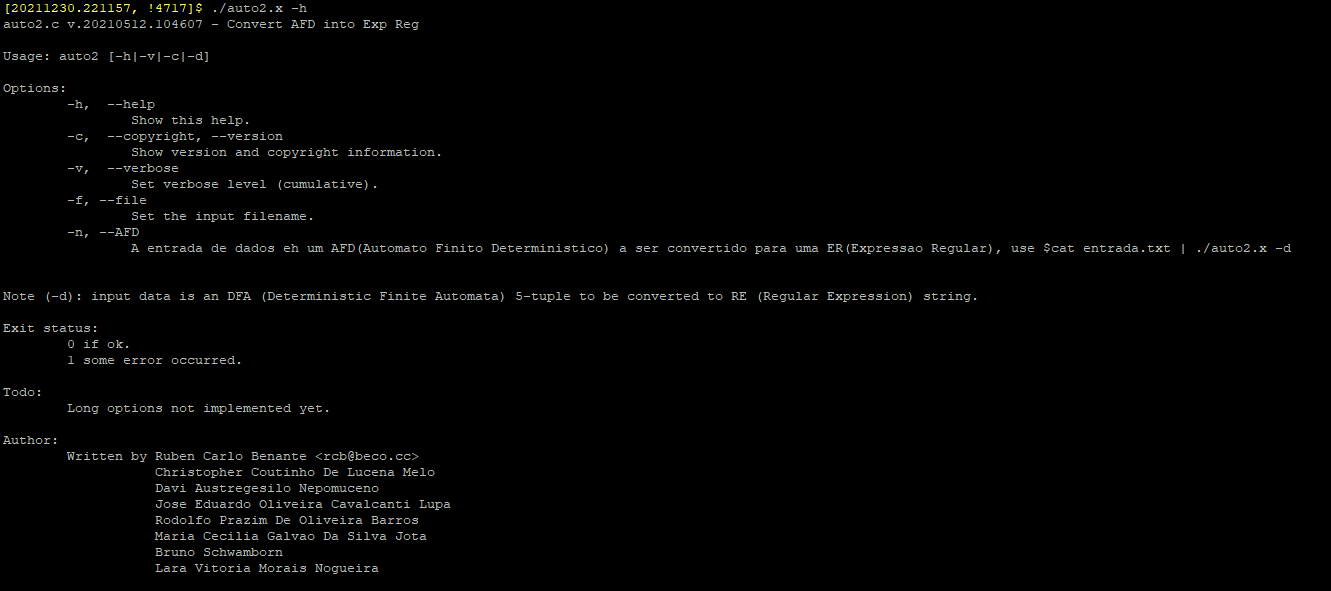 [20211230.221157, !4717]$ ./auto2.x -h
auto2.c v.20210512.104607 - Convert AFD into Exp Reg
Usage: auto2 [-h|-v|-c|-d]
Options:
-h,  --help
Show this help.
-c,  --copyright, --version
Show version and copyright information.
-v,  --verbose
Set verbose level (cumulative).
-f, --file
Set the input filename.
-n, --AFD
A entrada de dados eh um AFD(Automato Finito Deterministico) a ser convertido para uma ER(Expressao Regular), use $cat entrada.txt | ./auto2.x -d
Note (-d): input data is an DFA (Deterministic Finite Automata) 5-tuple to be converted to RE (Regular Expression) string.
Exit status:
0 if ok.
1 some error occurred.
Todo:
Long options not implemented yet.
Author:
Written by Ruben Carlo Benante <rcb@beco.cc>
Christopher Coutinho De Lucena Melo
Davi Austregesilo Nepomuceno
Jose Eduardo Oliveira Cavalcanti Lupa
Rodolfo Prazim De Oliveira Barros
Maria Cecilia Galvao Da Silva Jota
Bruno Schwamborn
Lara Vitoria Morais Nogueira